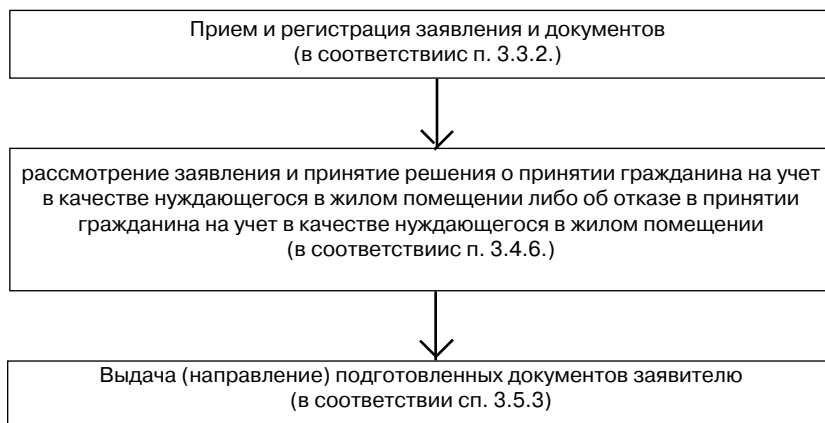 Прием и регистрация заявления и документов
(в соответствиис п. 3.3.2.)
рассмотрение заявления и принятие решения о принятии гражданина на учет
в качестве нуждающегося в жилом помещении либо об отказе в принятии
гражданина на учет в качестве нуждающегося в жилом помещении
(в соответствиис п. 3.4.6.)
Выдача (направление) подготовленных документов заявителю
(в соответствии сп. 3.5.3)